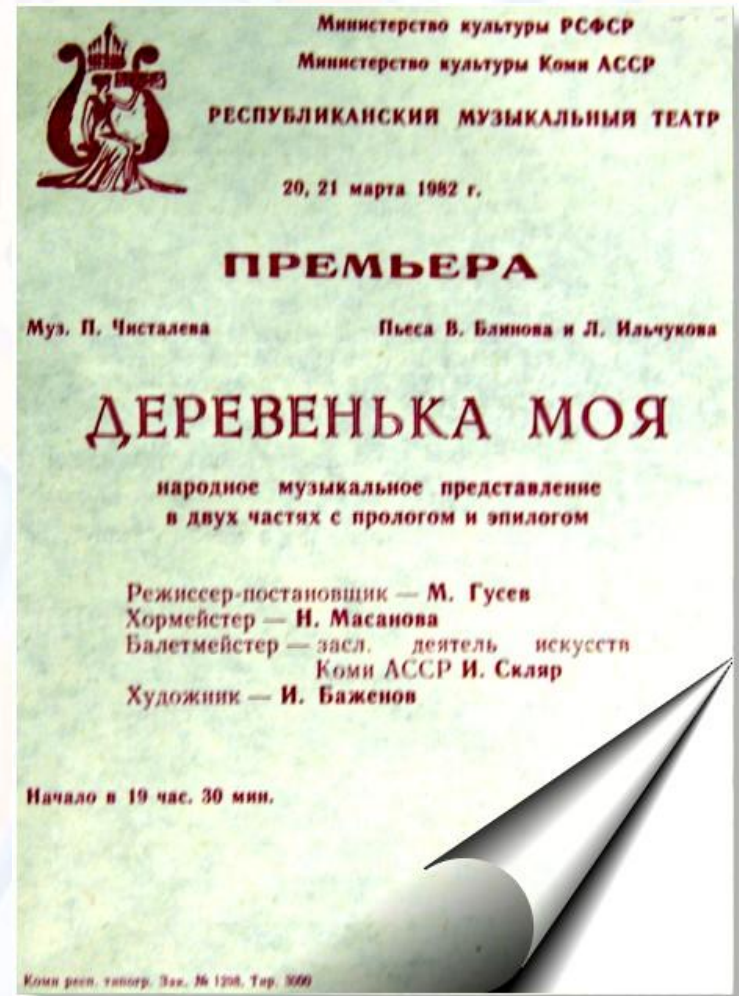 Министерство культуры РСФСР
Министерство культуры Коми АССР
РЕСПУБЛИКАНСКИЙ МУЗЫКАЛЬНЫЙ ТЕАТР
20, 21 марта 1982 г.
ПРЕМЬЕРА
Муз. П. Чисталева Пьеса В. Блинова и Л. Ильчукова
ДЕРЕВЕНЬКА МОЯ
народное музыкальное представление
в двух частях с прологом и эпилогом
Режиссер-постановщик — М. Гусев
Хормейстер — Н. Масанова
Балетмейстер — засл. деятель искусств
Коми АССР И. Скляр
Художник — И. Баженов
Начало в 19 час. 30 мин.
Коми респ. типогр. Зак. № 1298. Тир. 3000